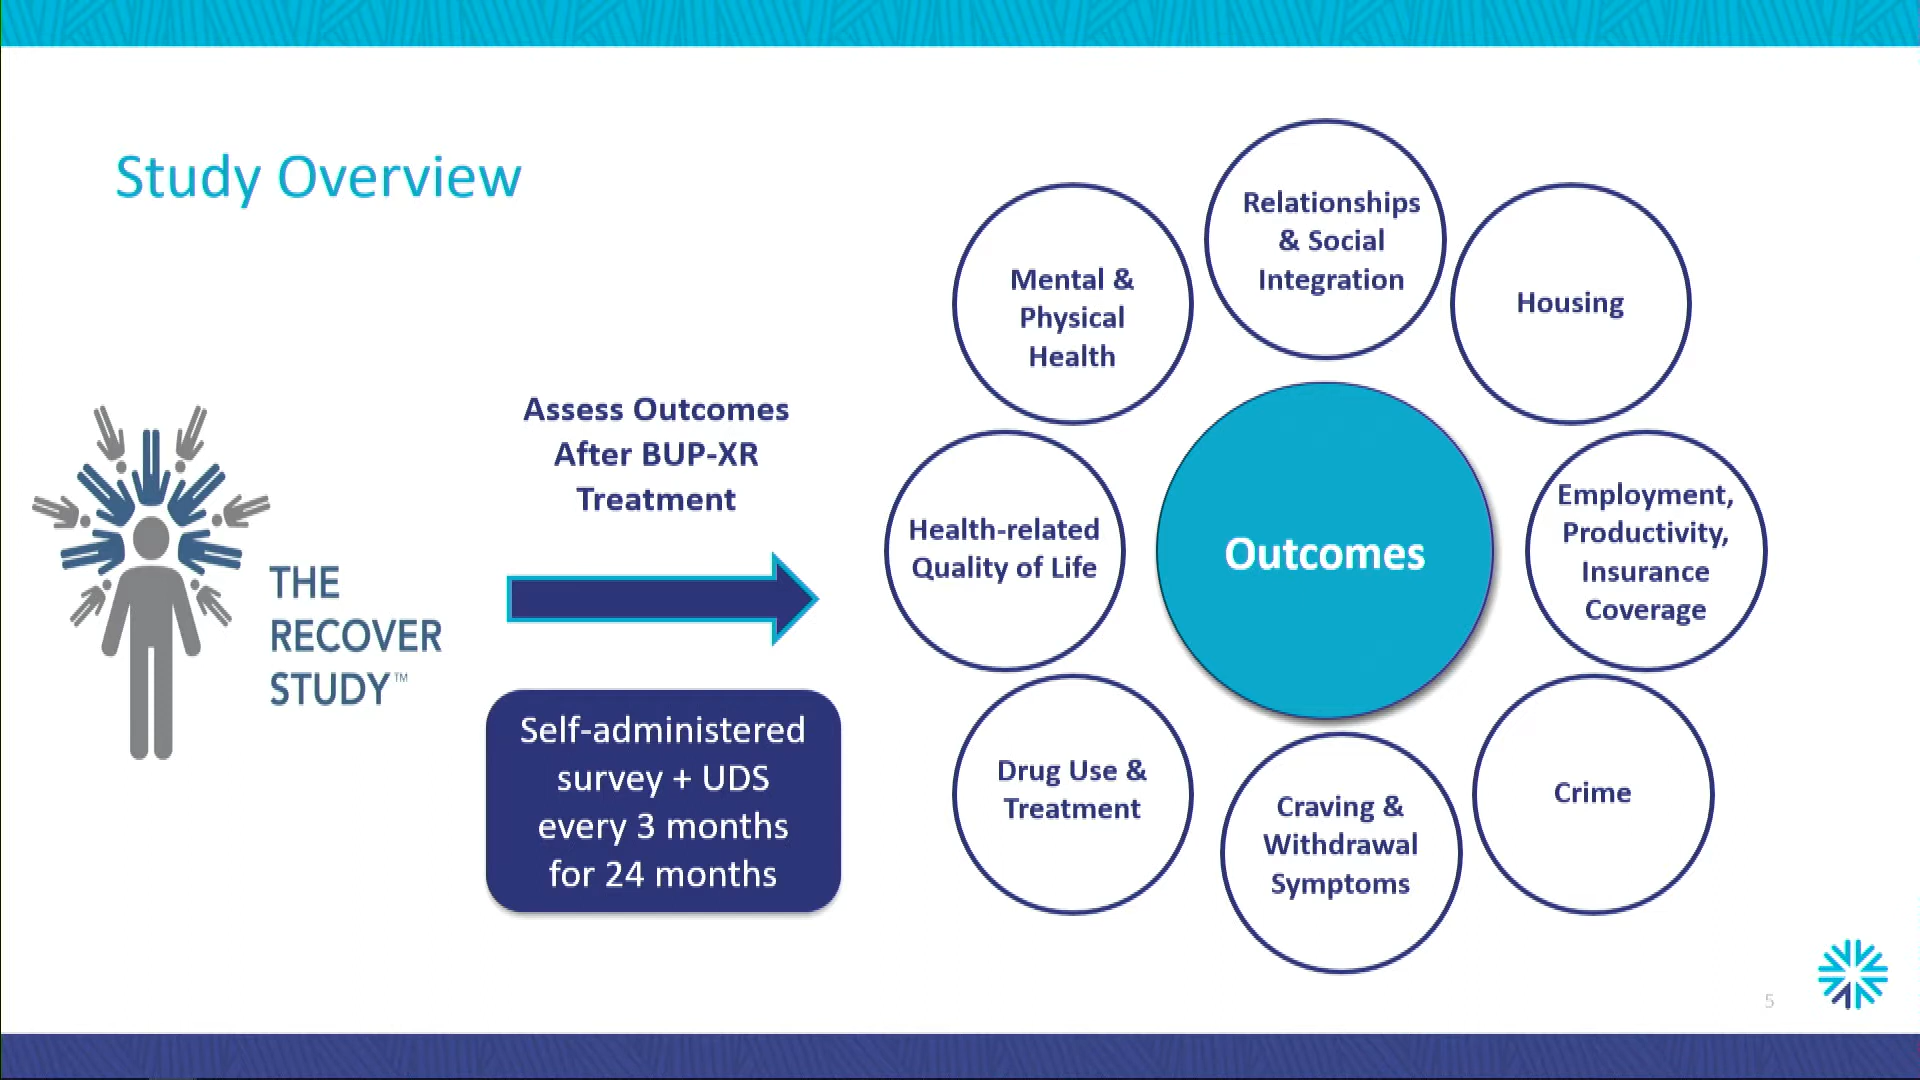 Study Overview
THE
RECOVER
STUDY™
Assess Outcomes
After BUP-XR
Treatment
Self-administered
survey + UDS
every 3 months
for 24 months
Relationships
& Social
Integration
Mental &
Physical
Health
Housing
Health-related
Quality of Life
Outcomes
Employment,
Productivity,
Insurance
Coverage
Drug Use &
Treatment
Craving &
Withdrawal
Symptoms
Crime
5